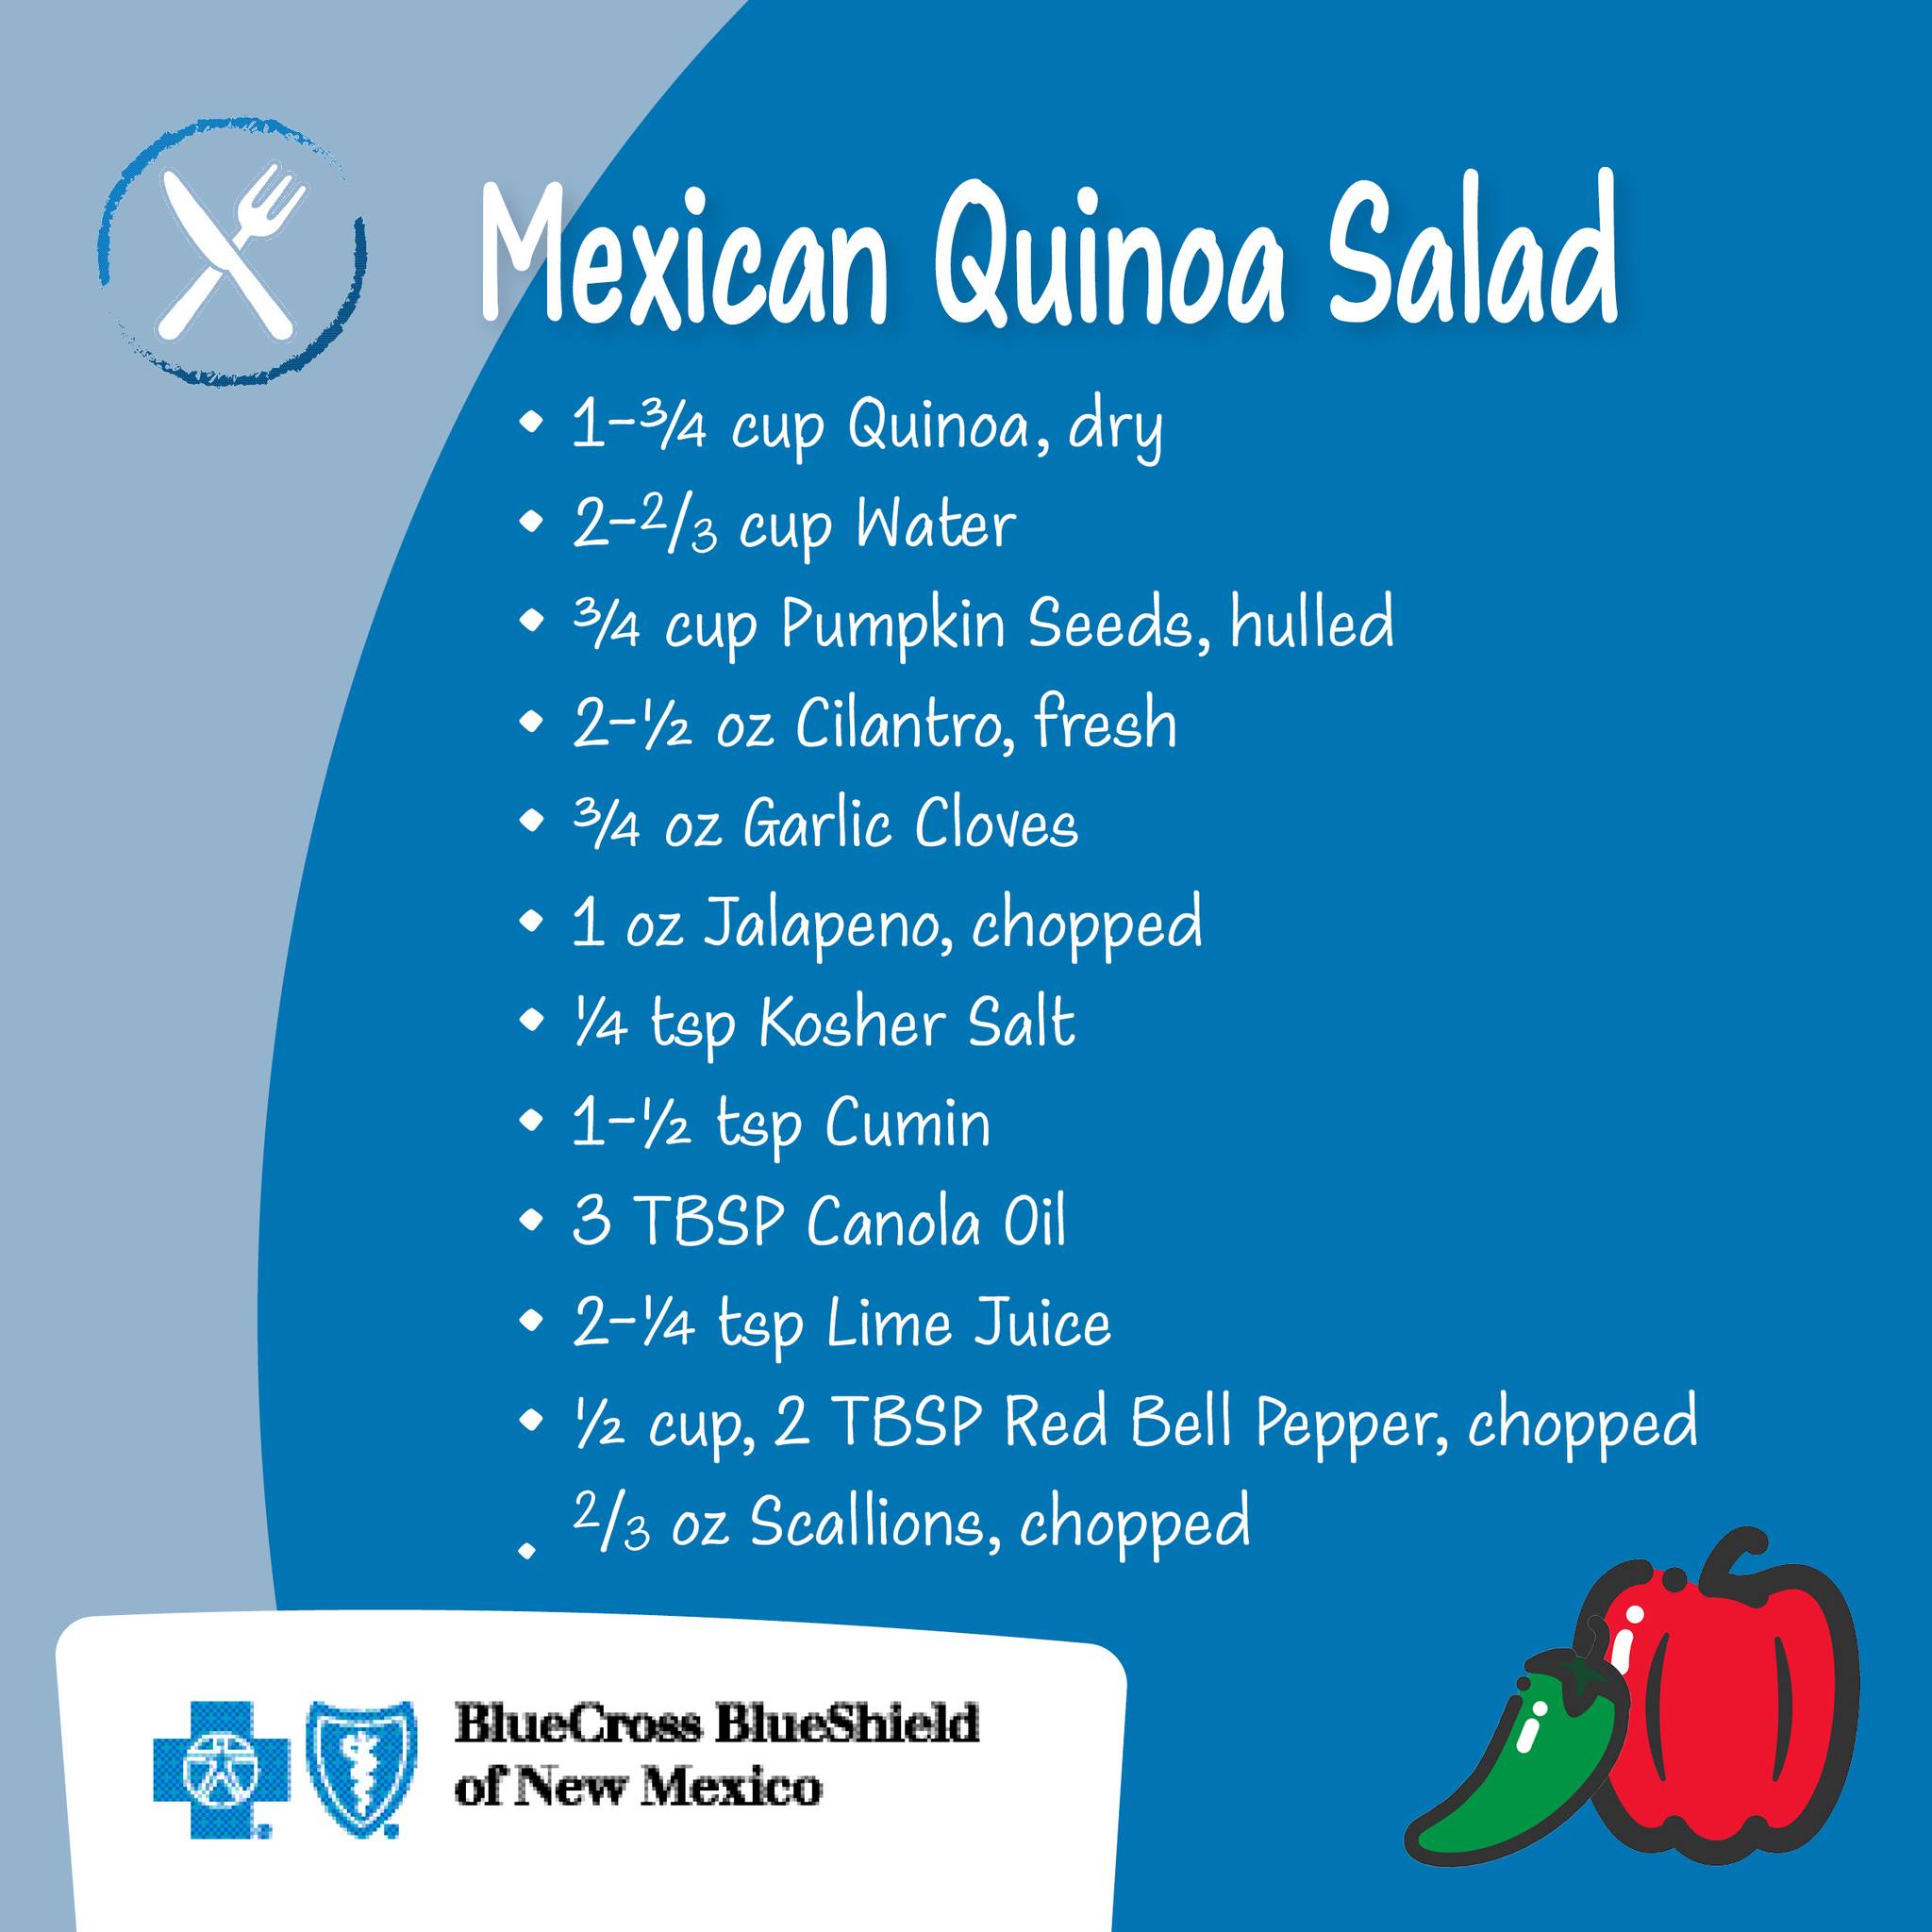 Mexican Quinoa Salad
1-¾ cup Quinoa, dry
2-⅔ cup Water
¾ cup Pumpkin Seeds, hulled
2-½ oz Cilantro, fresh
¾ oz Garlic Cloves
1 oz Jalapeno, chopped
¼ tsp Kosher Salt
1-½ tsp Cumin
3 TBSP Canola Oil
2-¼ tsp Lime Juice
½ cup, 2 TBSP Red Bell Pepper, chopped
⅔ oz Scallions, chopped
BlueCross BlueShield
of New Mexico